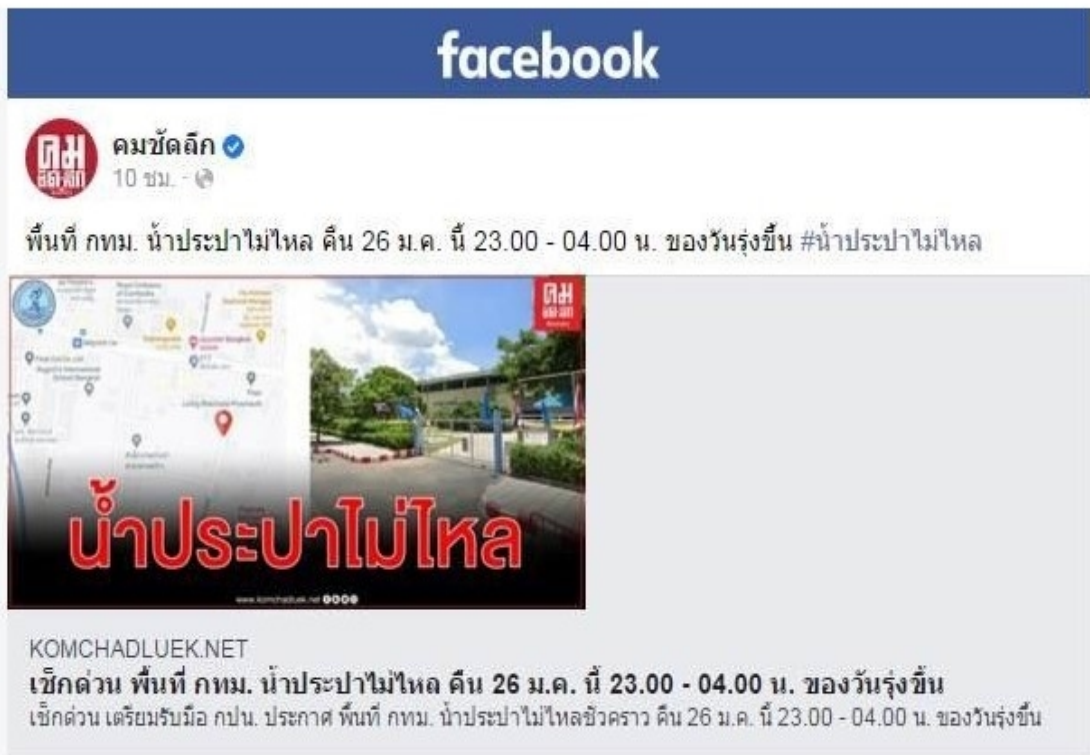 facebook
คมชัดลึก
10 ชม. -
พื้นที่ กทม. น้ำประปาไม่ไหล คืน 26 ม.ค. นี้ 23.00 - 04.00 น. ของวันรุ่งขึ้น #น้ำประปาไม่ไหล
คม
ชัด ลึก
น้ำประปาไม่ไหล
www.komchadluek.net
KOMCHADLUEK.NET
เช็กด่วน พื้นที่ กทม. น้ำประปาไม่ไหล คืน 26 ม.ค. นี้ 23.00 - 04.00 น. ของวันรุ่งขึ้น
เช็กด่วน เตรียมรับมือ กปน. ประกาศ พื้นที่ กทม. น้ำประปาไม่ไหลชั่วคราว คืน 26 ม.ค. นี้ 23.00 - 04.00 น. ของวันรุ่งขึ้น